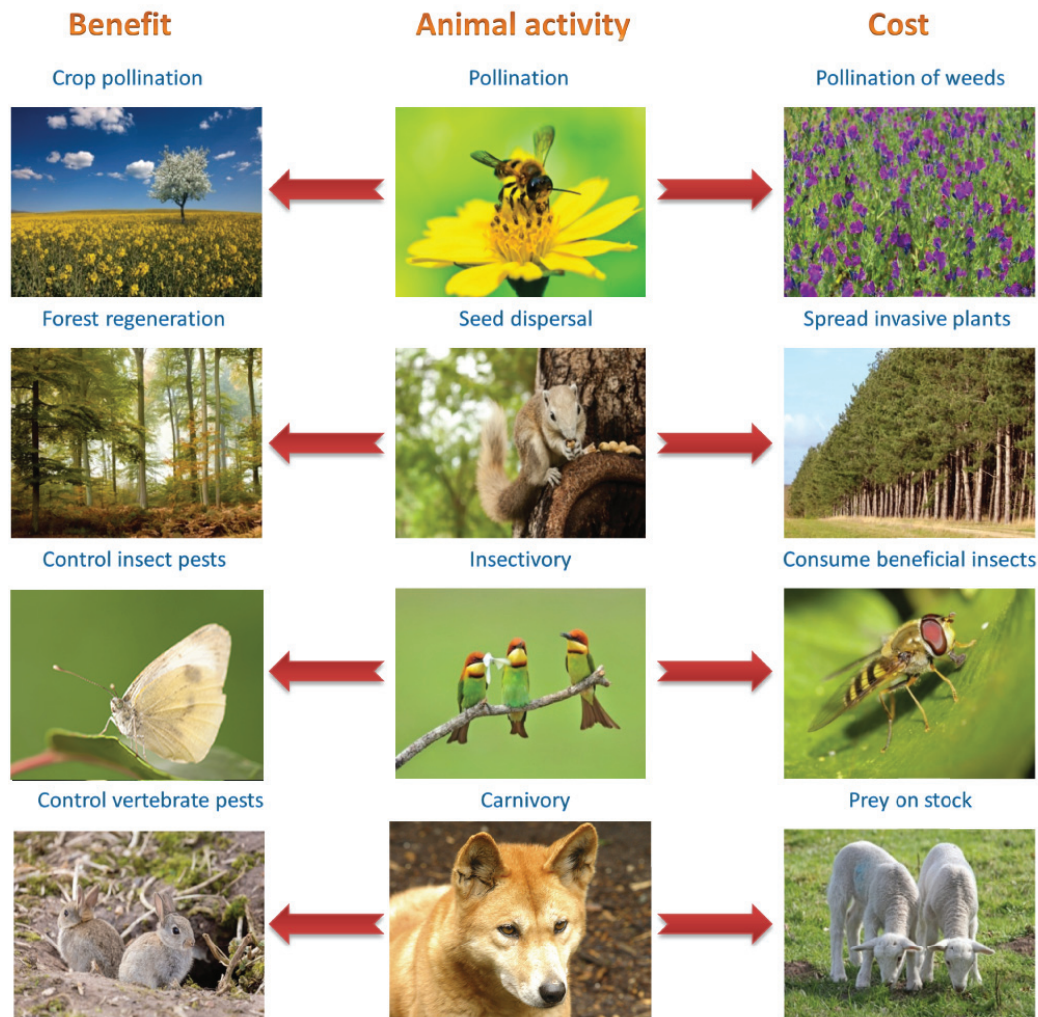 Benefit
Animal activity
Cost
Crop pollination
Pollination
Pollination of weeds
Forest regeneration
Seed dispersal
Spread invasive plants
Control insect pests
Insectivory
Consume beneficial insects
Control vertebrate pests
Carnivory
Prey on stock